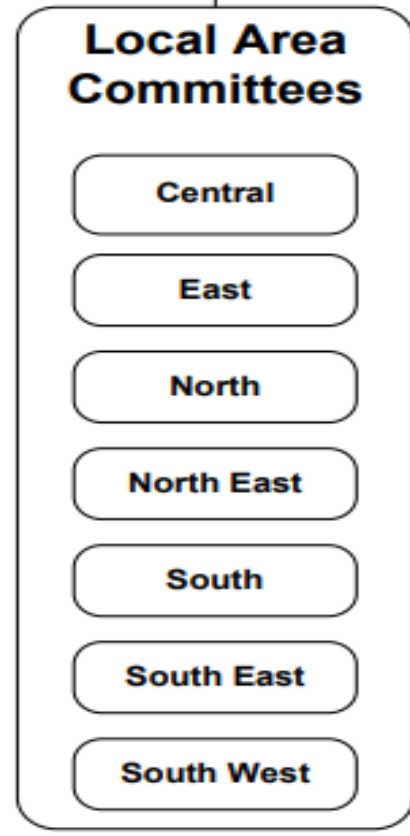 Local Area
Committees
Central
East
North
North East
South
South East
South West